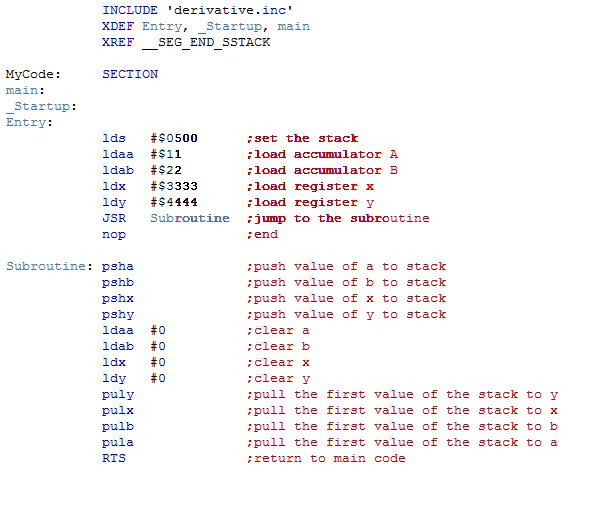 INCLUDE 'derivative.inc'
XDEF Entry, _Startup, main
XREF __SEG_END_SSTACK
MyCode: SECTION
main:
_Startup:
Entry:
lds #$0500 ;set the stack
ldaa #$11 ;load accumulator A
ldab #$22 ;load accumulator B
ldx #$3333 ;load register x
ldy #$4444 ;load register y
JSR Subroutine ;jump to the subroutine
nop ;end
Subroutine: psha ;push value of a to stack
pshb ;push value of b to stack
pshx ;push value of x to stack
pshy ;push value of y to stack
ldaa #0 ;clear a
ldab #0 ;clear b
ldx #0 ;clear x
ldy #0 ;clear y
puly ;pull the first value of the stack to y
pulx ;pull the first value of the stack to x
pulb ;pull the first value of the stack to b
pula ;pull the first value of the stack to a
RTS ;return to main code